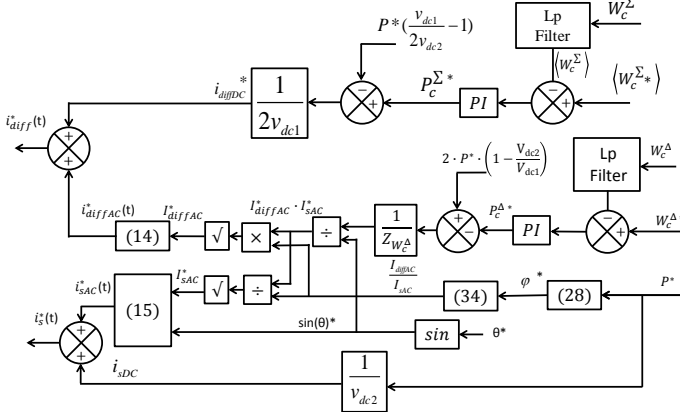 W_c^Σ
Lp Filter
P*(v_dc1/2v_dc2 − 1)
⟨W_c^Σ⟩
⟨W_c^Σ*⟩
−
+
PI
P_c^Σ*
−
+
1/2v_dc1
i_diffDC*
i*_diff(t)
+
+
2 · P* · (1 − V_dc2/V_dc1)
Lp Filter
W_c^Δ
W_c^Δ*
−
+
PI
P_c^Δ*
+
−
1/Z_W_c^Δ
I*_diffAC · I*_sAC
÷
×
√
I*_diffAC
(14)
i*_diffAC(t)
I_diffAC/I_sAC
(34)
φ*
(28)
P*
÷
√
I*_sAC
(15)
i*_sAC(t)
i*_s(t)
+
+
sin(θ)*
sin
θ*
i_sDC
1/v_dc2